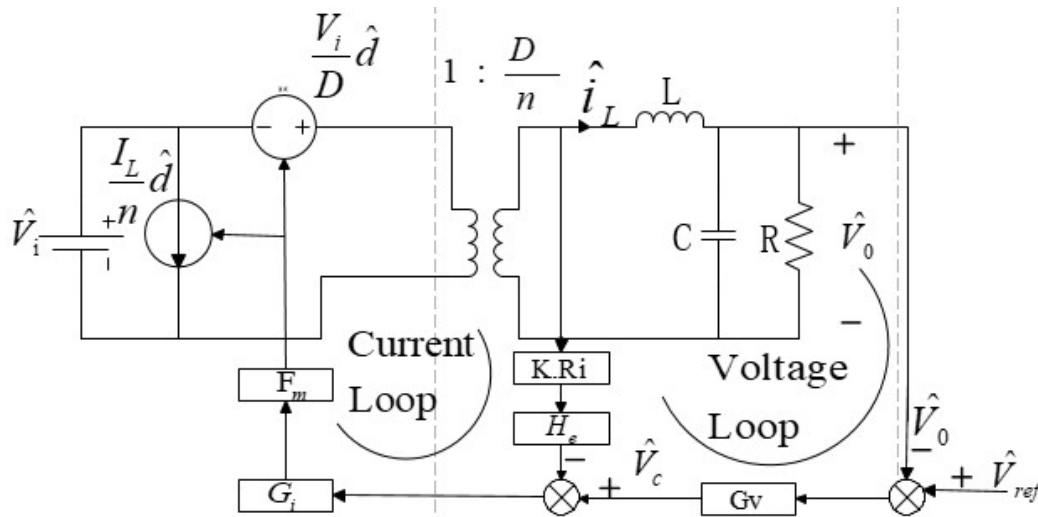 V_i/D d̂
1 : D/n
î_L
L
I_L/n d̂
V̂_i
+
-
- +
C
R
+
V̂_0
-
Current
Loop
Voltage
Loop
F_m
K.Ri
H_e
G_i
-
+
V̂_c
Gv
V̂_0
-
+
V̂_ref